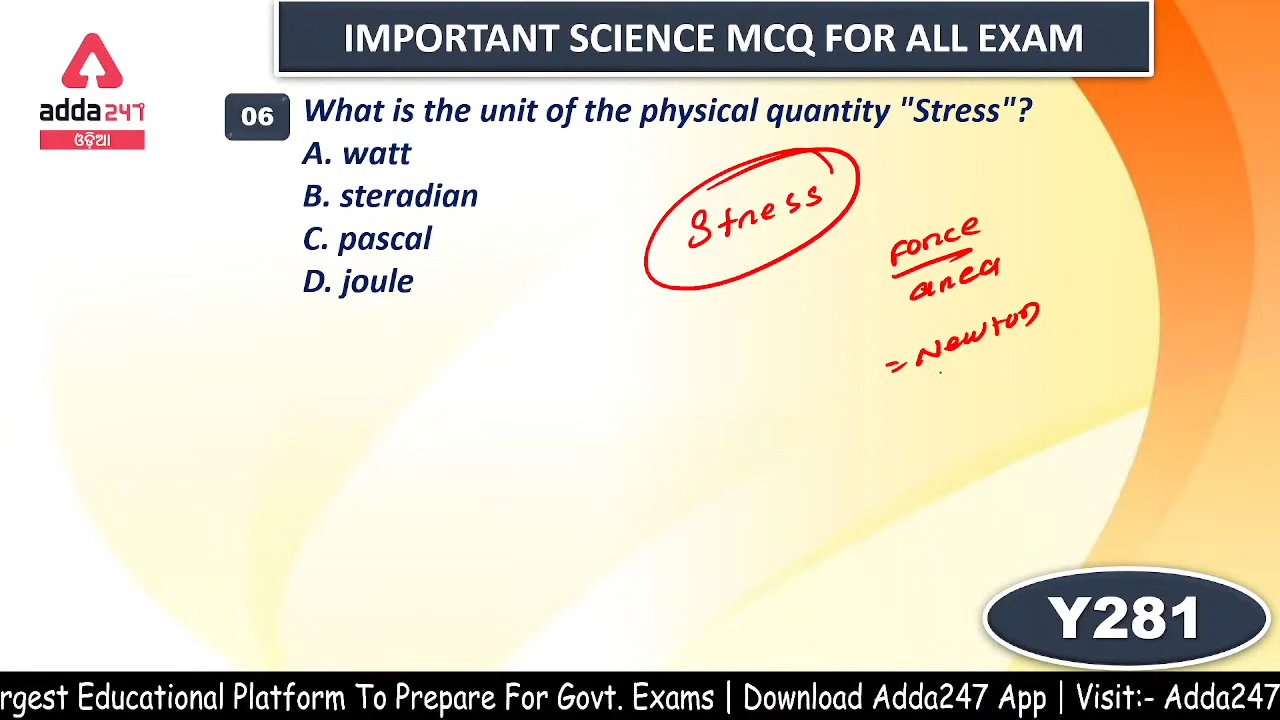 IMPORTANT SCIENCE MCQ FOR ALL EXAM
adda247
ଓଡ଼ିଆ
06 What is the unit of the physical quantity "Stress"?
A. watt
B. steradian
C. pascal
D. joule
Stress
Force
area
= Newton
Y281
rgest Educational Platform To Prepare For Govt. Exams | Download Adda247 App | Visit:- Adda247